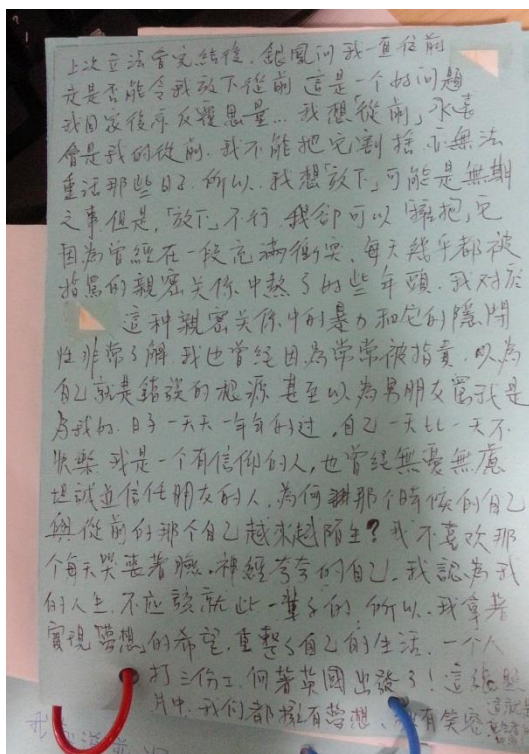 上次立法會完結後，銀鳳问我一直往前
走是否能令我放下從前 這是一个好问題
我回家後亦反覆思量... 我想「從前」永遠
會是我的從前. 我不能把它割捨 亦無法
重活那些日子. 所以. 我想「放下」可能是無期
之事. 但是, 「放下」不行. 我卻可以「擁抱」它
因為曾經在一段充滿衝突, 每天幾乎都被
指罵的親密关係中熬了好些年頭. 我对於
這种親密关係中的暴力和它的隱閉
性非常了解. 我也曾經因為常常被指責. 以為
自己就是錯誤的根源 甚至以為男朋友罵我是
為我好. 日子一天天一年年的过, 自己一天比一天不
快樂. 我是一个有信仰的人, 也曾經無憂無慮
坦誠並信任朋友的人. 為何那个時候的自己
與從前的那个自己越來越陌生？我不喜欢那
个每天哭喪著臉. 神經兮兮的自己. 我認為我
的人生. 不应該就此一輩子的 所以. 我拿著
實現夢想的希望. 重整了自己的生活. 一个人
打三份工. 向著英國出發了！這張照
片中. 我们都擁有夢想. 有笑容.